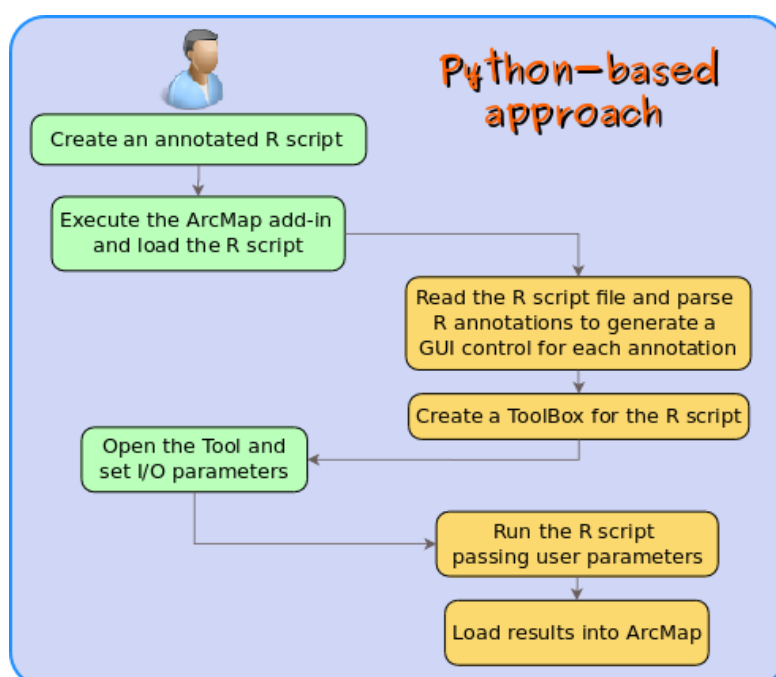 Python-based
approach
Create an annotated R script
Execute the ArcMap add-in
and load the R script
Read the R script file and parse
R annotations to generate a
GUI control for each annotation
Create a ToolBox for the R script
Open the Tool and
set I/O parameters
Run the R script
passing user parameters
Load results into ArcMap